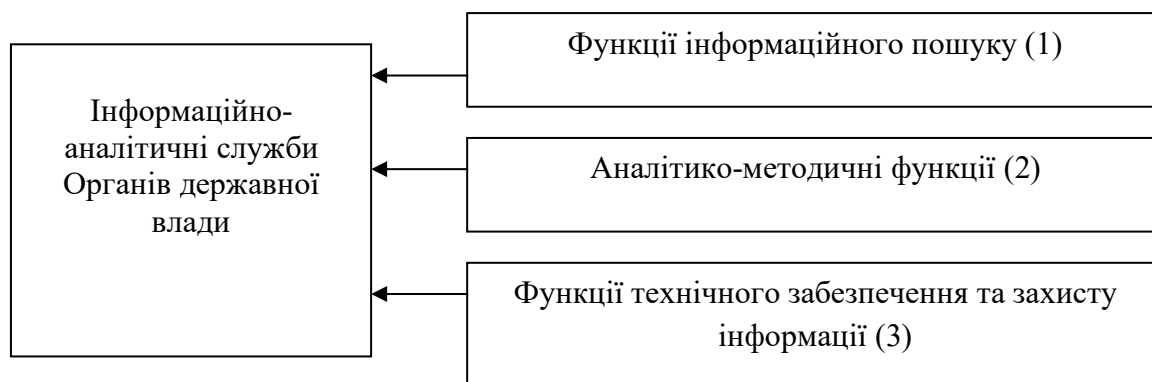 Інформаційно-
аналітичні служби
Органів державної
влади
Функції інформаційного пошуку (1)
Аналітико-методичні функції (2)
Функції технічного забезпечення та захисту
інформації (3)